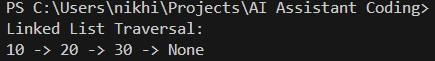 PS C:\Users\nikhi\Projects\AI Assistant Coding>
Linked List Traversal:
10 -> 20 -> 30 -> None